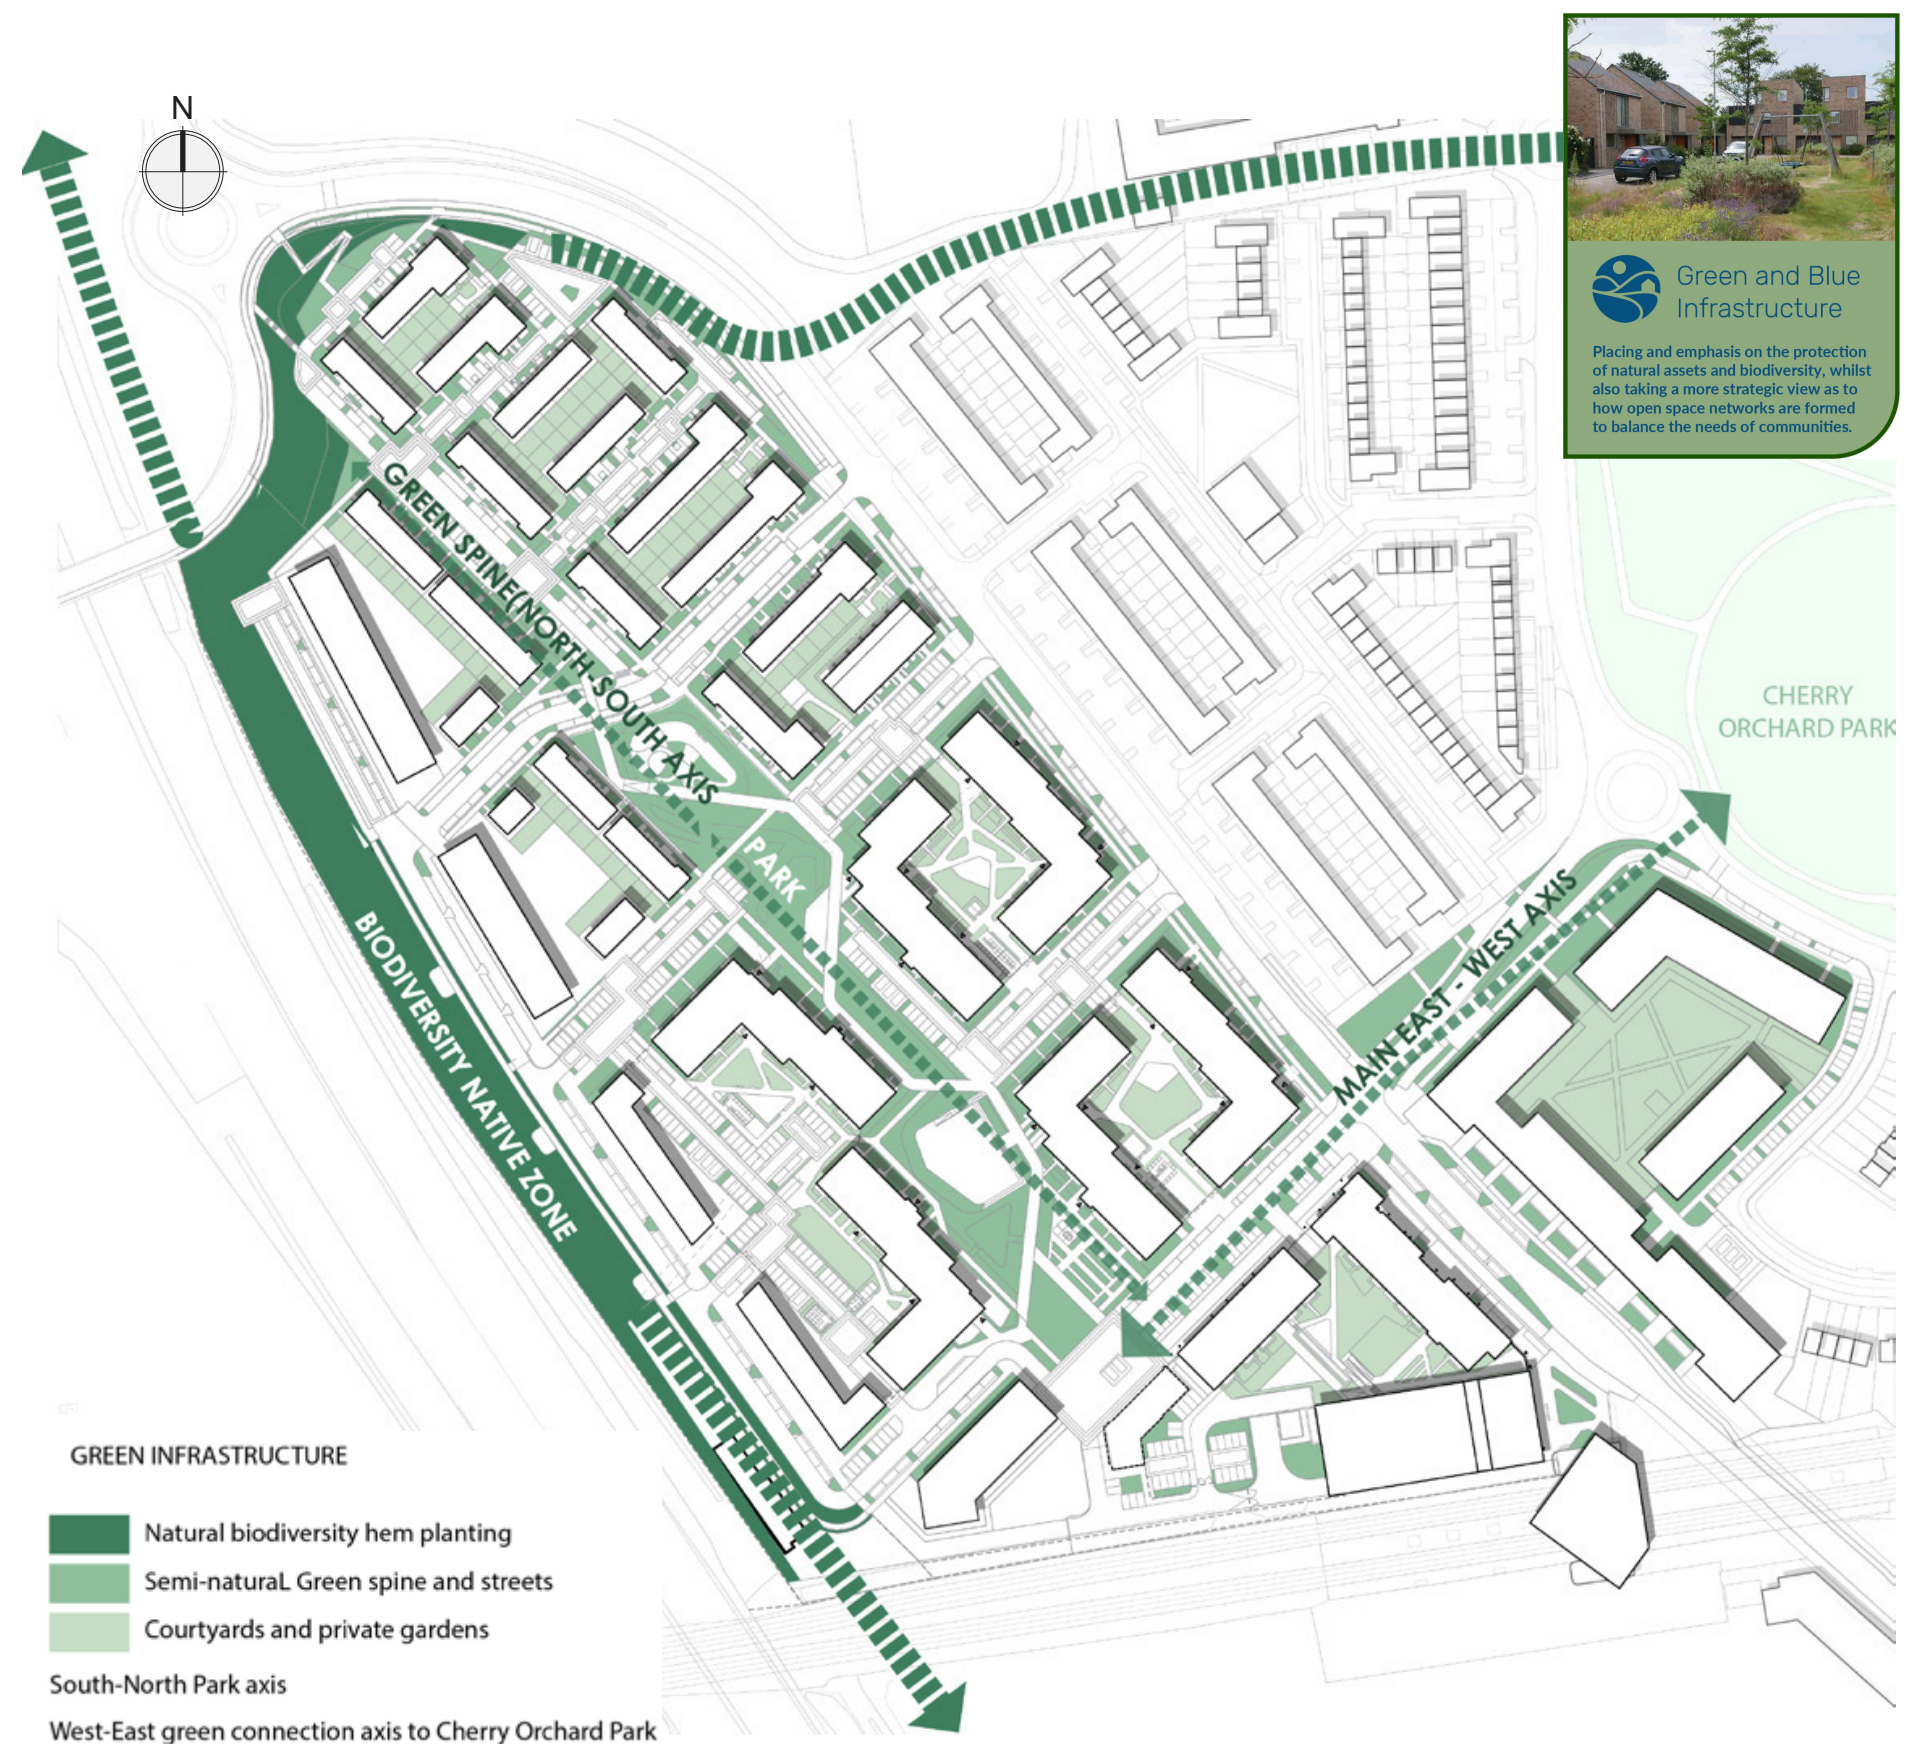 N
Green and Blue
Infrastructure
Placing and emphasis on the protection
of natural assets and biodiversity, whilst
also taking a more strategic view as to
how open space networks are formed
to balance the needs of communities.
GREEN SPINE(NORTH-SOUTH AXIS
PARK
CHERRY
ORCHARD PARK
MAIN EAST - WEST AXIS
BIODIVERSITY NATIVE ZONE
GREEN INFRASTRUCTURE
Natural biodiversity hem planting
Semi-naturaL Green spine and streets
Courtyards and private gardens
South-North Park axis
West-East green connection axis to Cherry Orchard Park